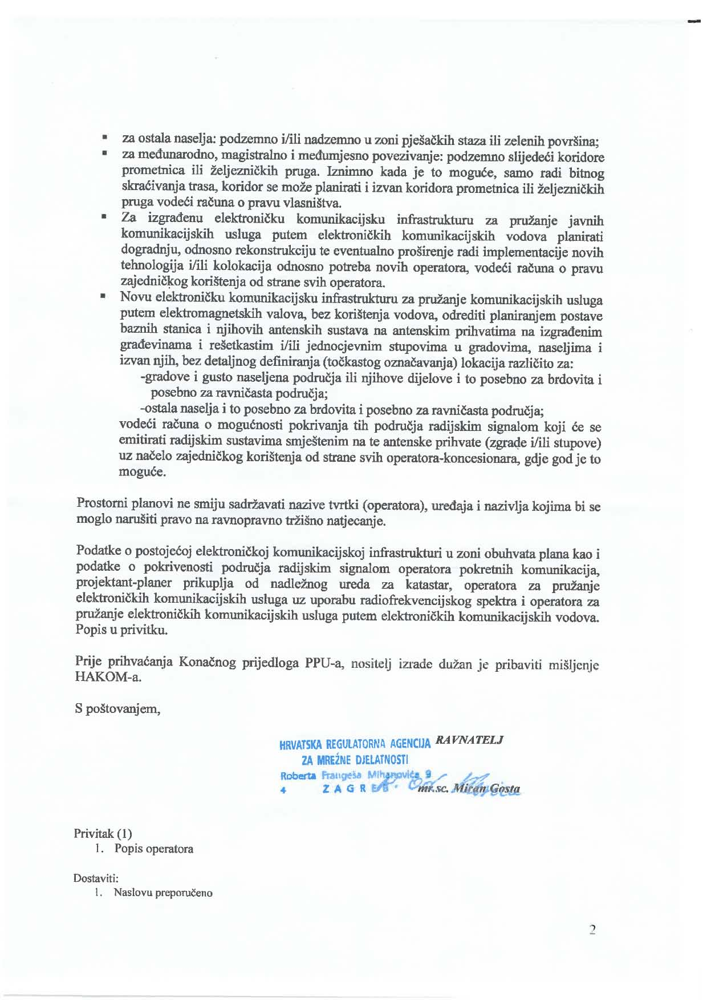 ▪ za ostala naselja: podzemno i/ili nadzemno u zoni pješačkih staza ili zelenih površina;
▪ za međunarodno, magistralno i međumjesno povezivanje: podzemno slijedeći koridore
prometnica ili željezničkih pruga. Iznimno kada je to moguće, samo radi bitnog
skraćivanja trasa, koridor se može planirati i izvan koridora prometnica ili željezničkih
pruga vodeći računa o pravu vlasništva.
▪ Za izgrađenu elektroničku komunikacijsku infrastrukturu za pružanje javnih
komunikacijskih usluga putem elektroničkih komunikacijskih vodova planirati
dogradnju, odnosno rekonstrukciju te eventualno proširenje radi implementacije novih
tehnologija i/ili kolokacija odnosno potreba novih operatora, vodeći računa o pravu
zajedničkog korištenja od strane svih operatora.
▪ Novu elektroničku komunikacijsku infrastrukturu za pružanje komunikacijskih usluga
putem elektromagnetskih valova, bez korištenja vodova, odrediti planiranjem postave
baznih stanica i njihovih antenskih sustava na antenskim prihvatima na izgrađenim
građevinama i rešetkastim i/ili jednocjevnim stupovima u gradovima, naseljima i
izvan njih, bez detaljnog definiranja (točkastog označavanja) lokacija različito za:
-gradove i gusto naseljena područja ili njihove dijelove i to posebno za brdovita i
posebno za ravničasta područja;
-ostala naselja i to posebno za brdovita i posebno za ravničasta područja;
vodeći računa o mogućnosti pokrivanja tih područja radijskim signalom koji će se
emitirati radijskim sustavima smještenim na te antenske prihvate (zgrade i/ili stupove)
uz načelo zajedničkog korištenja od strane svih operatora-koncesionara, gdje god je to
moguće.
Prostorni planovi ne smiju sadržavati nazive tvrtki (operatora), uređaja i nazivlja kojima bi se
moglo narušiti pravo na ravnopravno tržišno natjecanje.
Podatke o postojećoj elektroničkoj komunikacijskoj infrastrukturi u zoni obuhvata plana kao i
podatke o pokrivenosti područja radijskim signalom operatora pokretnih komunikacija,
projektant-planer prikuplja od nadležnog ureda za katastar, operatora za pružanje
elektroničkih komunikacijskih usluga uz uporabu radiofrekvencijskog spektra i operatora za
pružanje elektroničkih komunikacijskih usluga putem elektroničkih komunikacijskih vodova.
Popis u privitku.
Prije prihvaćanja Konačnog prijedloga PPU-a, nositelj izrade dužan je pribaviti mišljenje
HAKOM-a.
S poštovanjem,
HRVATSKA REGULATORNA AGENCIJA RAVNATELJ
ZA MREŽNE DJELATNOSTI
Roberta Frangeša Mihanovića 9
4 ZAGREB mr.sc. Miran Gosta
Privitak (1)
1. Popis operatora
Dostaviti:
1. Naslovu preporučeno
2